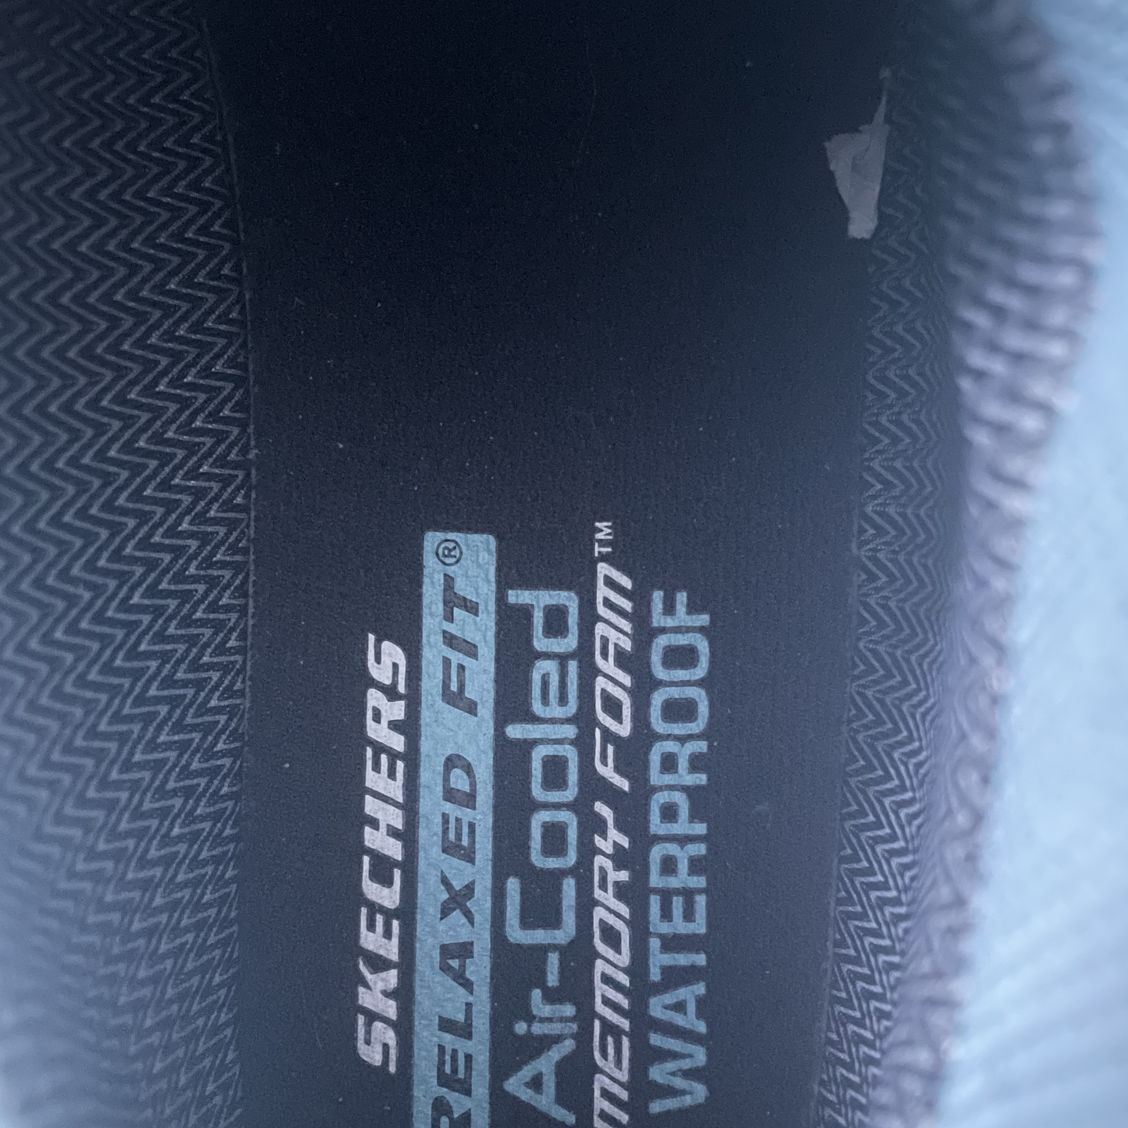 SKECHERS
RELAXED FIT®
Air-Cooled
MEMORY FOAM™
WATERPROOF